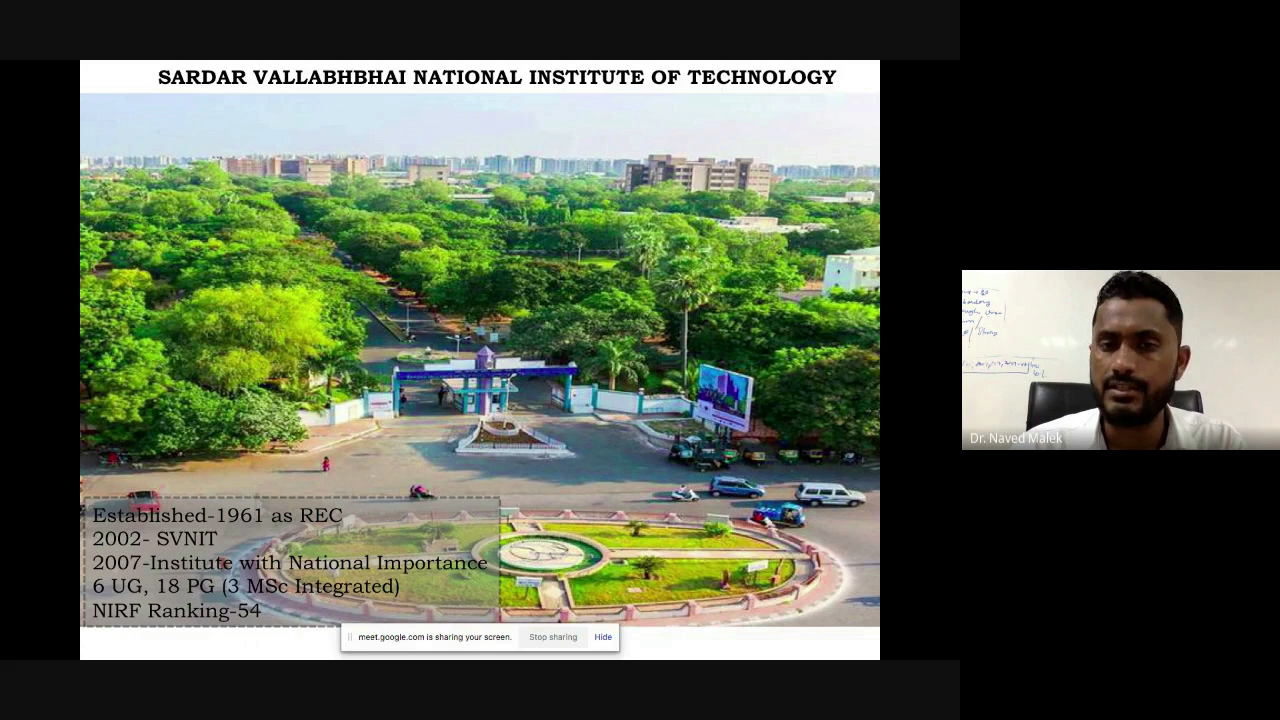 SARDAR VALLABHBHAI NATIONAL INSTITUTE OF TECHNOLOGY
Established-1961 as REC
2002- SVNIT
2007-Institute with National Importance
6 UG, 18 PG (3 MSc Integrated)
NIRF Ranking-54
meet.google.com is sharing your screen. Stop sharing Hide
Dr. Naved Malek